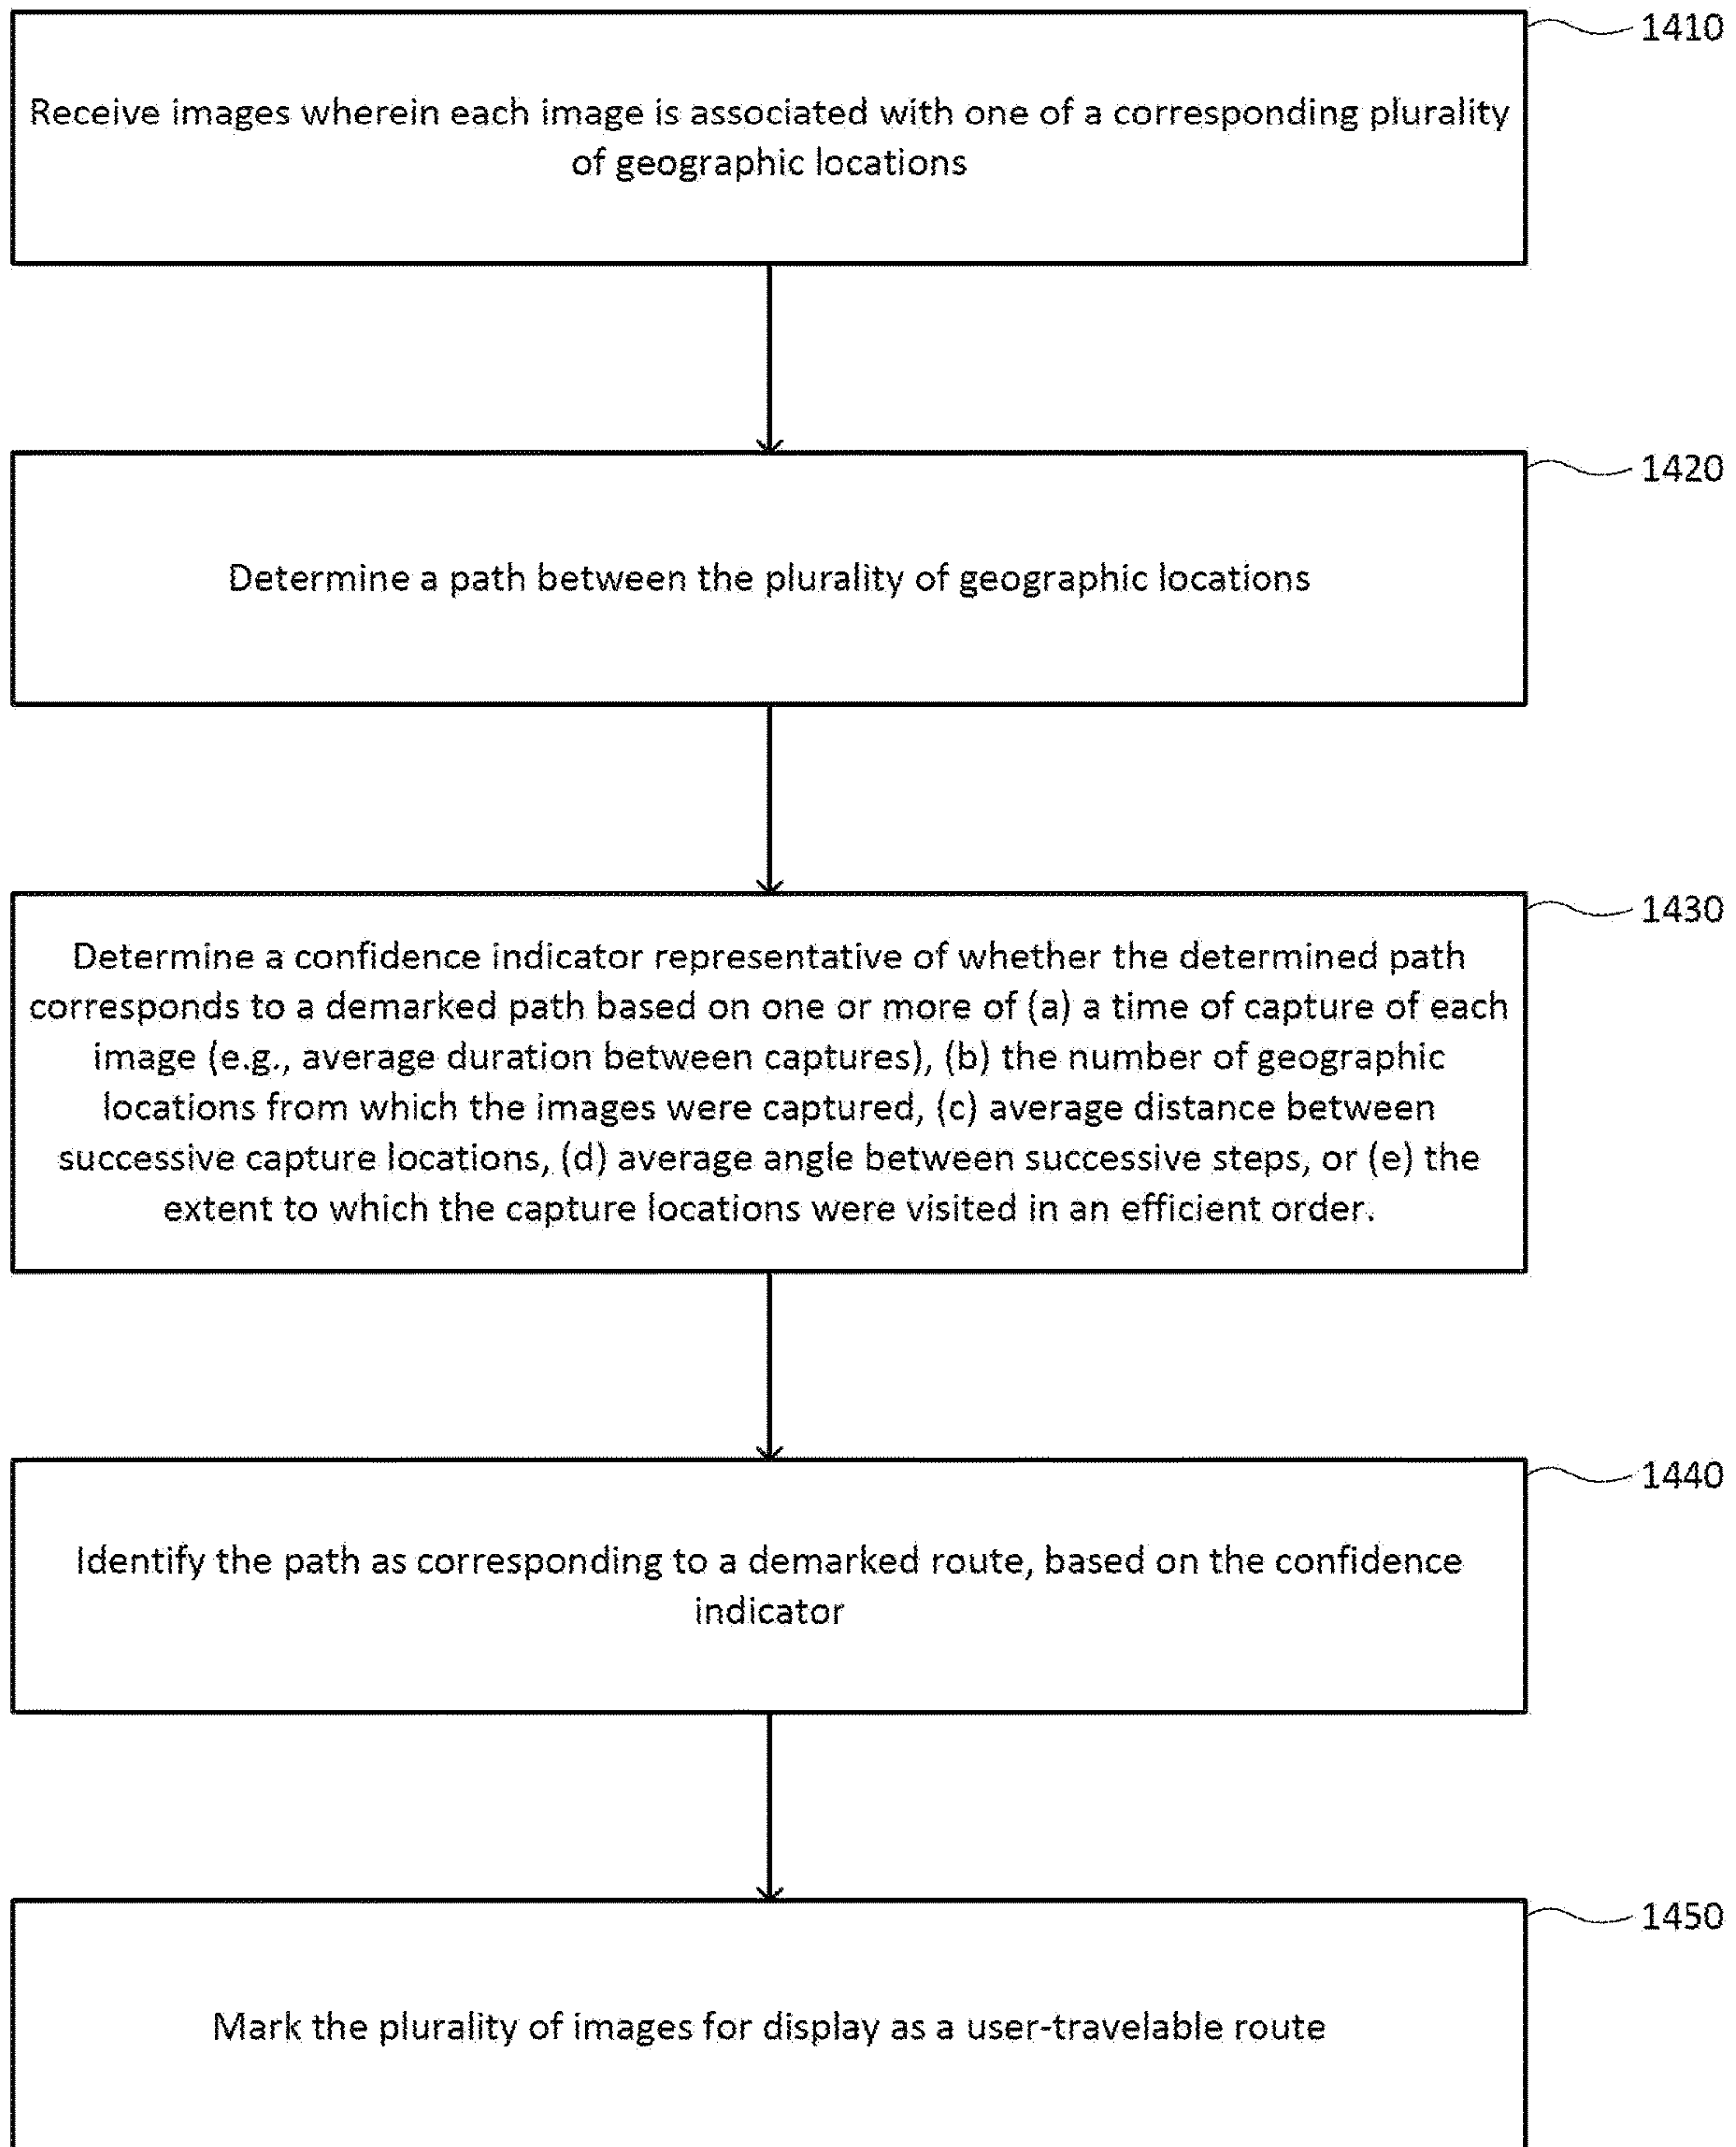 1410
Receive images wherein each image is associated with one of a corresponding plurality
of geographic locations
1420
Determine a path between the plurality of geographic locations
1430
Determine a confidence indicator representative of whether the determined path
corresponds to a demarked path based on one or more of (a) a time of capture of each
image (e.g., average duration between captures), (b) the number of geographic
locations from which the images were captured, (c) average distance between
successive capture locations, (d) average angle between successive steps, or (e) the
extent to which the capture locations were visited in an efficient order.
1440
Identify the path as corresponding to a demarked route, based on the confidence
indicator
1450
Mark the plurality of images for display as a user-travelable route